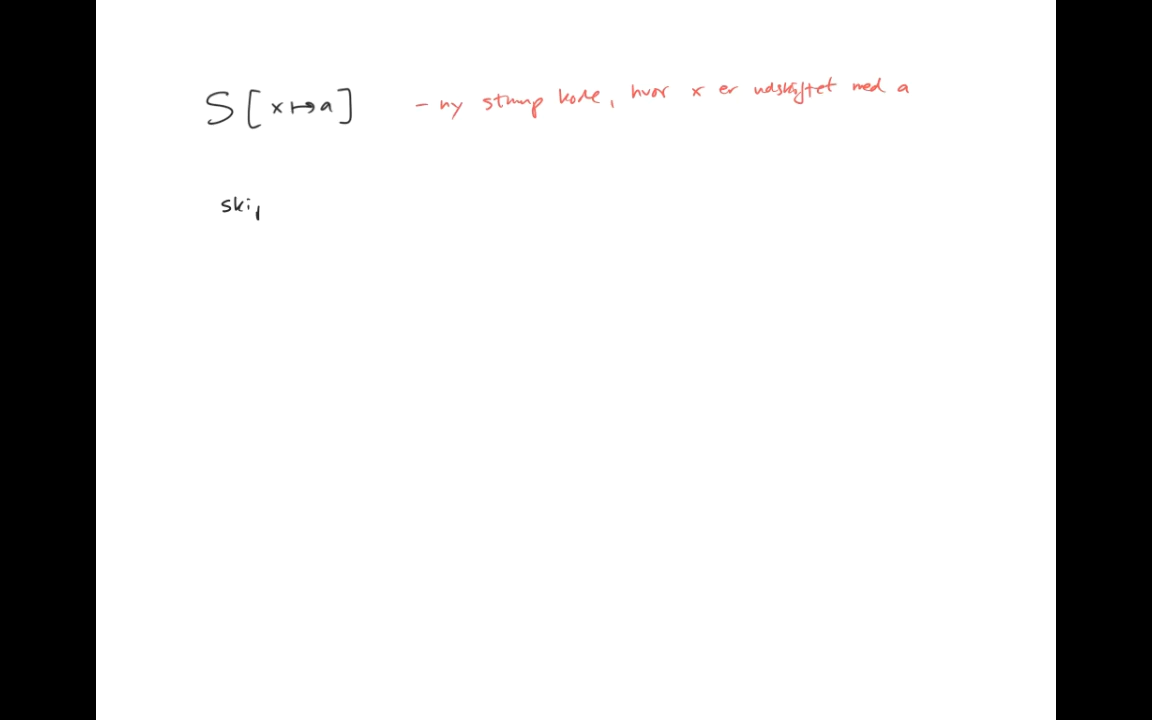 S [x ↦ a] – ny stump kode, hvor x er udskiftet med a
ski